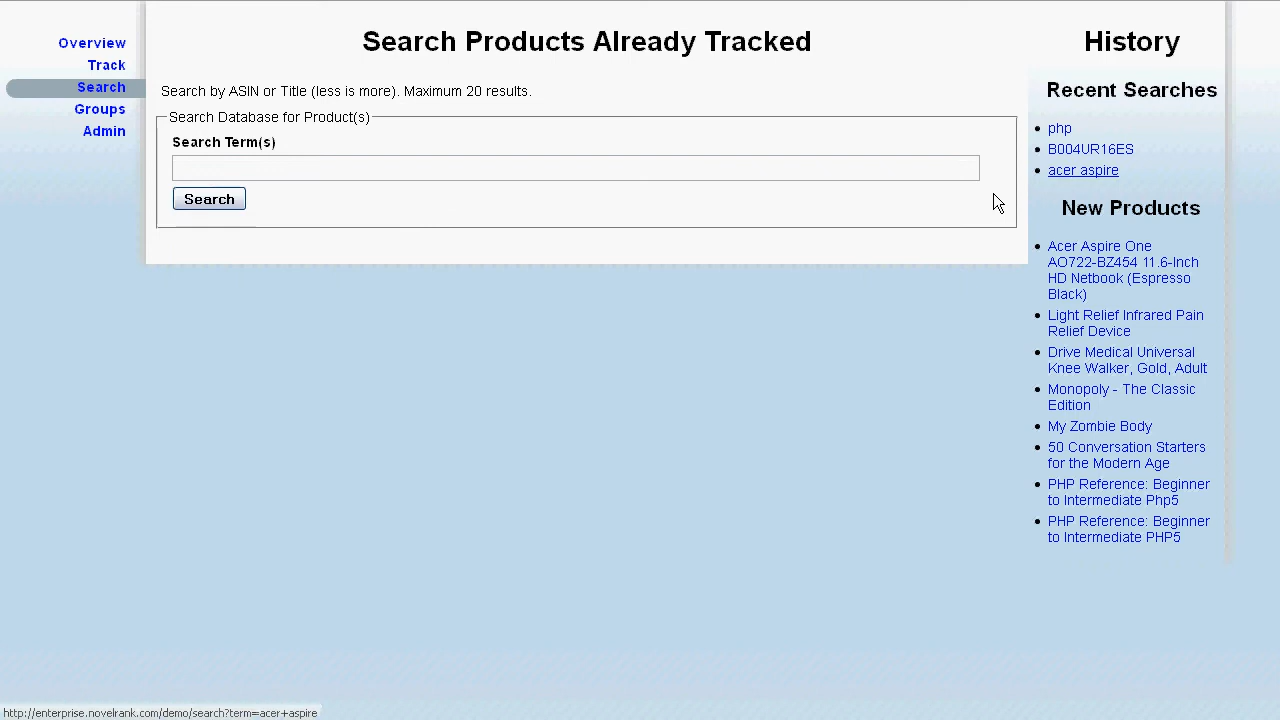 Overview
Track
Search
Groups
Admin
Search Products Already Tracked
Search by ASIN or Title (less is more). Maximum 20 results.
Search Database for Product(s)
Search Term(s)
Search
History
Recent Searches
php
B004UR16ES
acer aspire
New Products
Acer Aspire One
AO722-BZ454 11.6-Inch
HD Netbook (Espresso
Black)
Light Relief Infrared Pain
Relief Device
Drive Medical Universal
Knee Walker, Gold, Adult
Monopoly - The Classic
Edition
My Zombie Body
50 Conversation Starters
for the Modern Age
PHP Reference: Beginner
to Intermediate Php5
PHP Reference: Beginner
to Intermediate PHP5
http://enterprise.novelrank.com/demo/search?term=acer+aspire